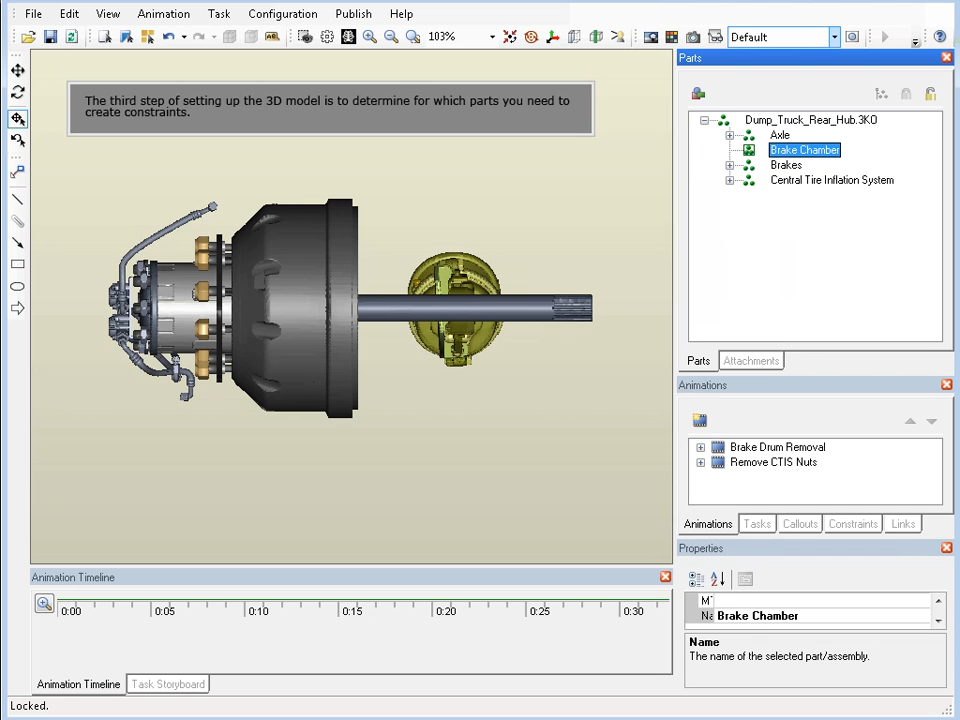 File Edit View Animation Task Configuration Publish Help
103% Default
The third step of setting up the 3D model is to determine for which parts you need to
create constraints.
Parts
Dump_Truck_Rear_Hub.3KO
Axle
Brake Chamber
Brakes
Central Tire Inflation System
Parts Attachments
Animations
Brake Drum Removal
Remove CTIS Nuts
Animations Tasks Callouts Constraints Links
Properties
Brake Chamber
Name
The name of the selected part/assembly.
Animation Timeline
0:00 0:05 0:10 0:15 0:20 0:25 0:30
Animation Timeline Task Storyboard
Locked.